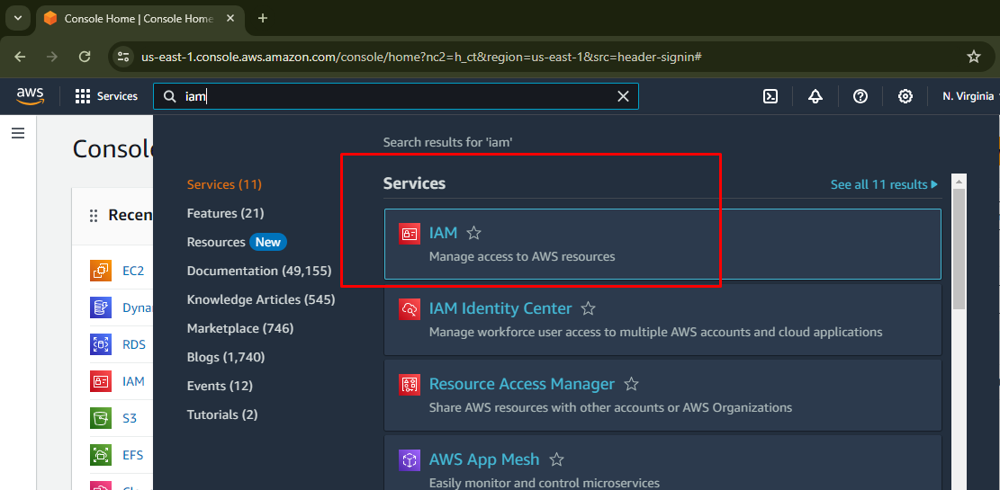 Console Home | Console Home
us-east-1.console.aws.amazon.com/console/home?nc2=h_ct&region=us-east-1&src=header-signin#
aws
Services
iam
N. Virginia
Search results for 'iam'
Services (11)
Features (21)
Resources New
Documentation (49,155)
Knowledge Articles (545)
Marketplace (746)
Blogs (1,740)
Events (12)
Tutorials (2)
Services
See all 11 results
IAM
Manage access to AWS resources
IAM Identity Center
Manage workforce user access to multiple AWS accounts and cloud applications
Resource Access Manager
Share AWS resources with other accounts or AWS Organizations
AWS App Mesh
Easily monitor and control microservices
Consol
Recen
EC2
Dyna
RDS
IAM
S3
EFS